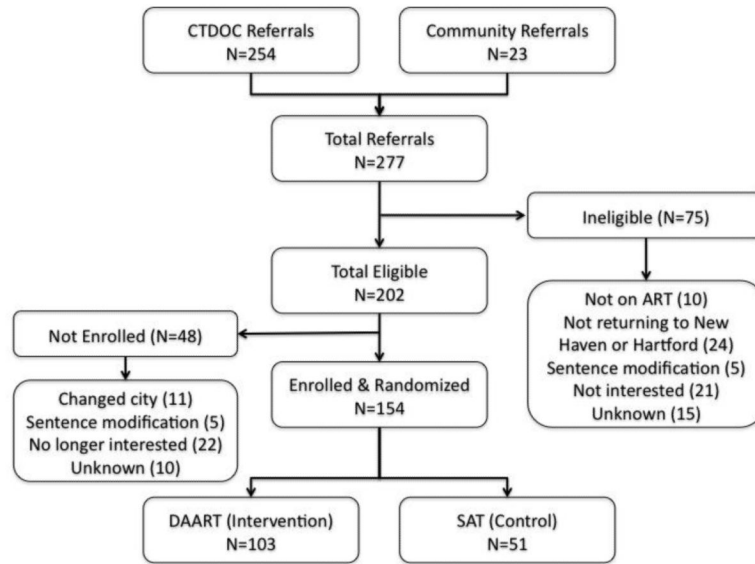 CTDOC Referrals
N=254
Community Referrals
N=23
Total Referrals
N=277
Ineligible (N=75)
Total Eligible
N=202
Not on ART (10)
Not returning to New
Haven or Hartford (24)
Sentence modification (5)
Not interested (21)
Unknown (15)
Not Enrolled (N=48)
Changed city (11)
Sentence modification (5)
No longer interested (22)
Unknown (10)
Enrolled & Randomized
N=154
DAART (Intervention)
N=103
SAT (Control)
N=51